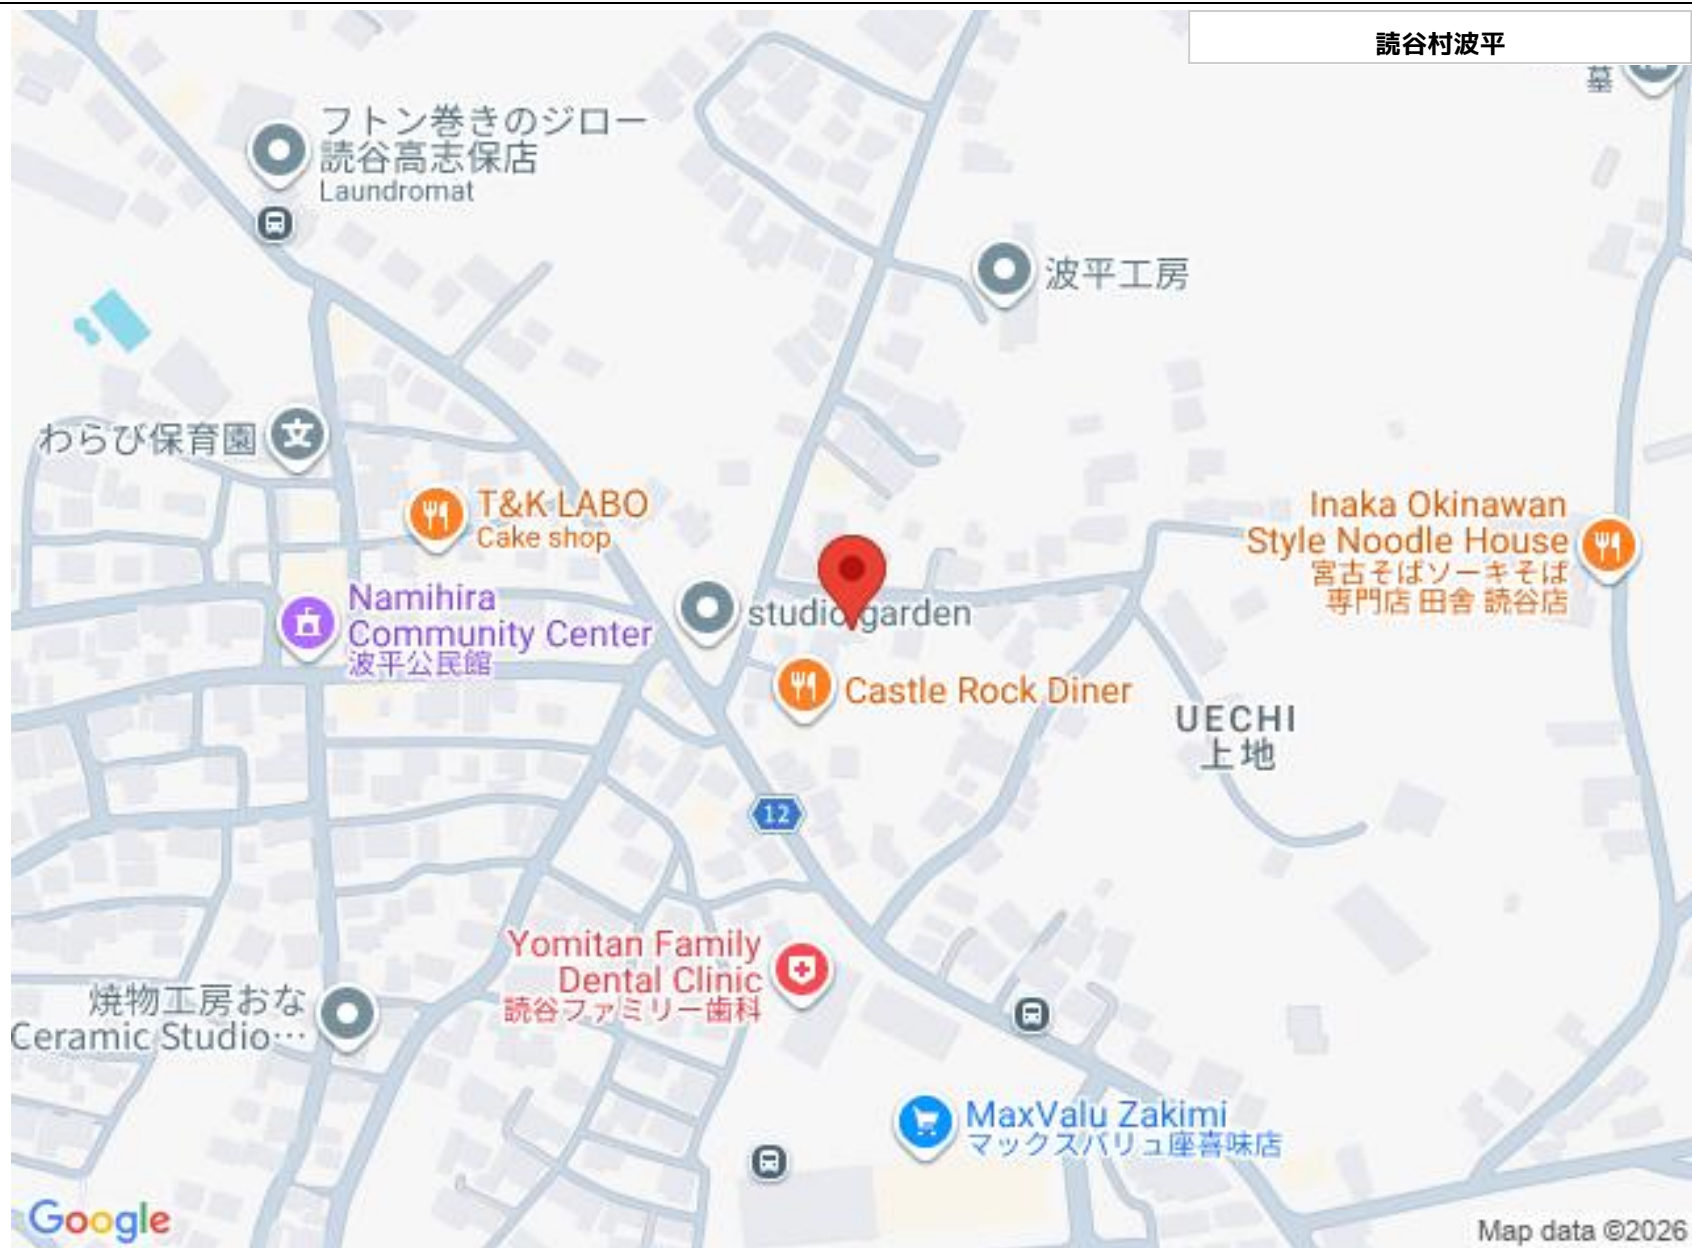 読谷村波平
墓
フトン巻きのジロー
読谷高志保店
Laundromat
波平工房
わらび保育園
T&K LABO
Cake shop
Inaka Okinawan
Style Noodle House
宮古そばソーキそば
専門店 田舎 読谷店
Namihira
Community Center
波平公民館
studio garden
Castle Rock Diner
UECHI
上地
12
Yomitan Family
Dental Clinic
読谷ファミリー歯科
焼物工房おな
Ceramic Studio…
MaxValu Zakimi
マックスバリュ座喜味店
Google
Map data ©2026